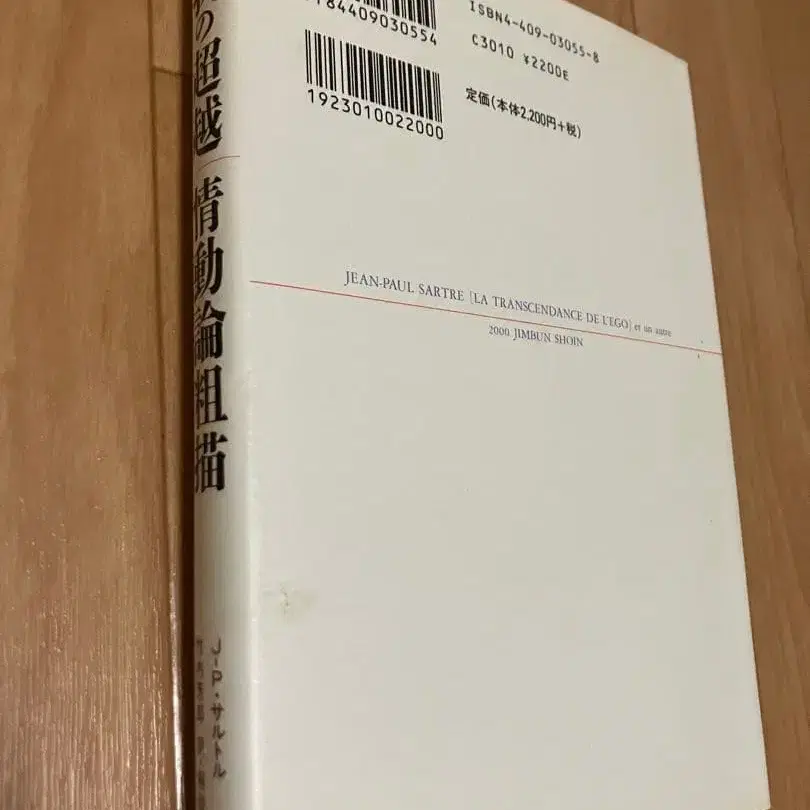 の超越 情動論粗描
J-P・サルトル
784409030554
1923010022000
ISBN4-409-03055-8
C3010 ¥2200E
定価(本体2,200円+税)
JEAN-PAUL SARTRE [LA TRANSCENDANCE DE L'EGO] et un autre
2000 JIMBUN SHOIN